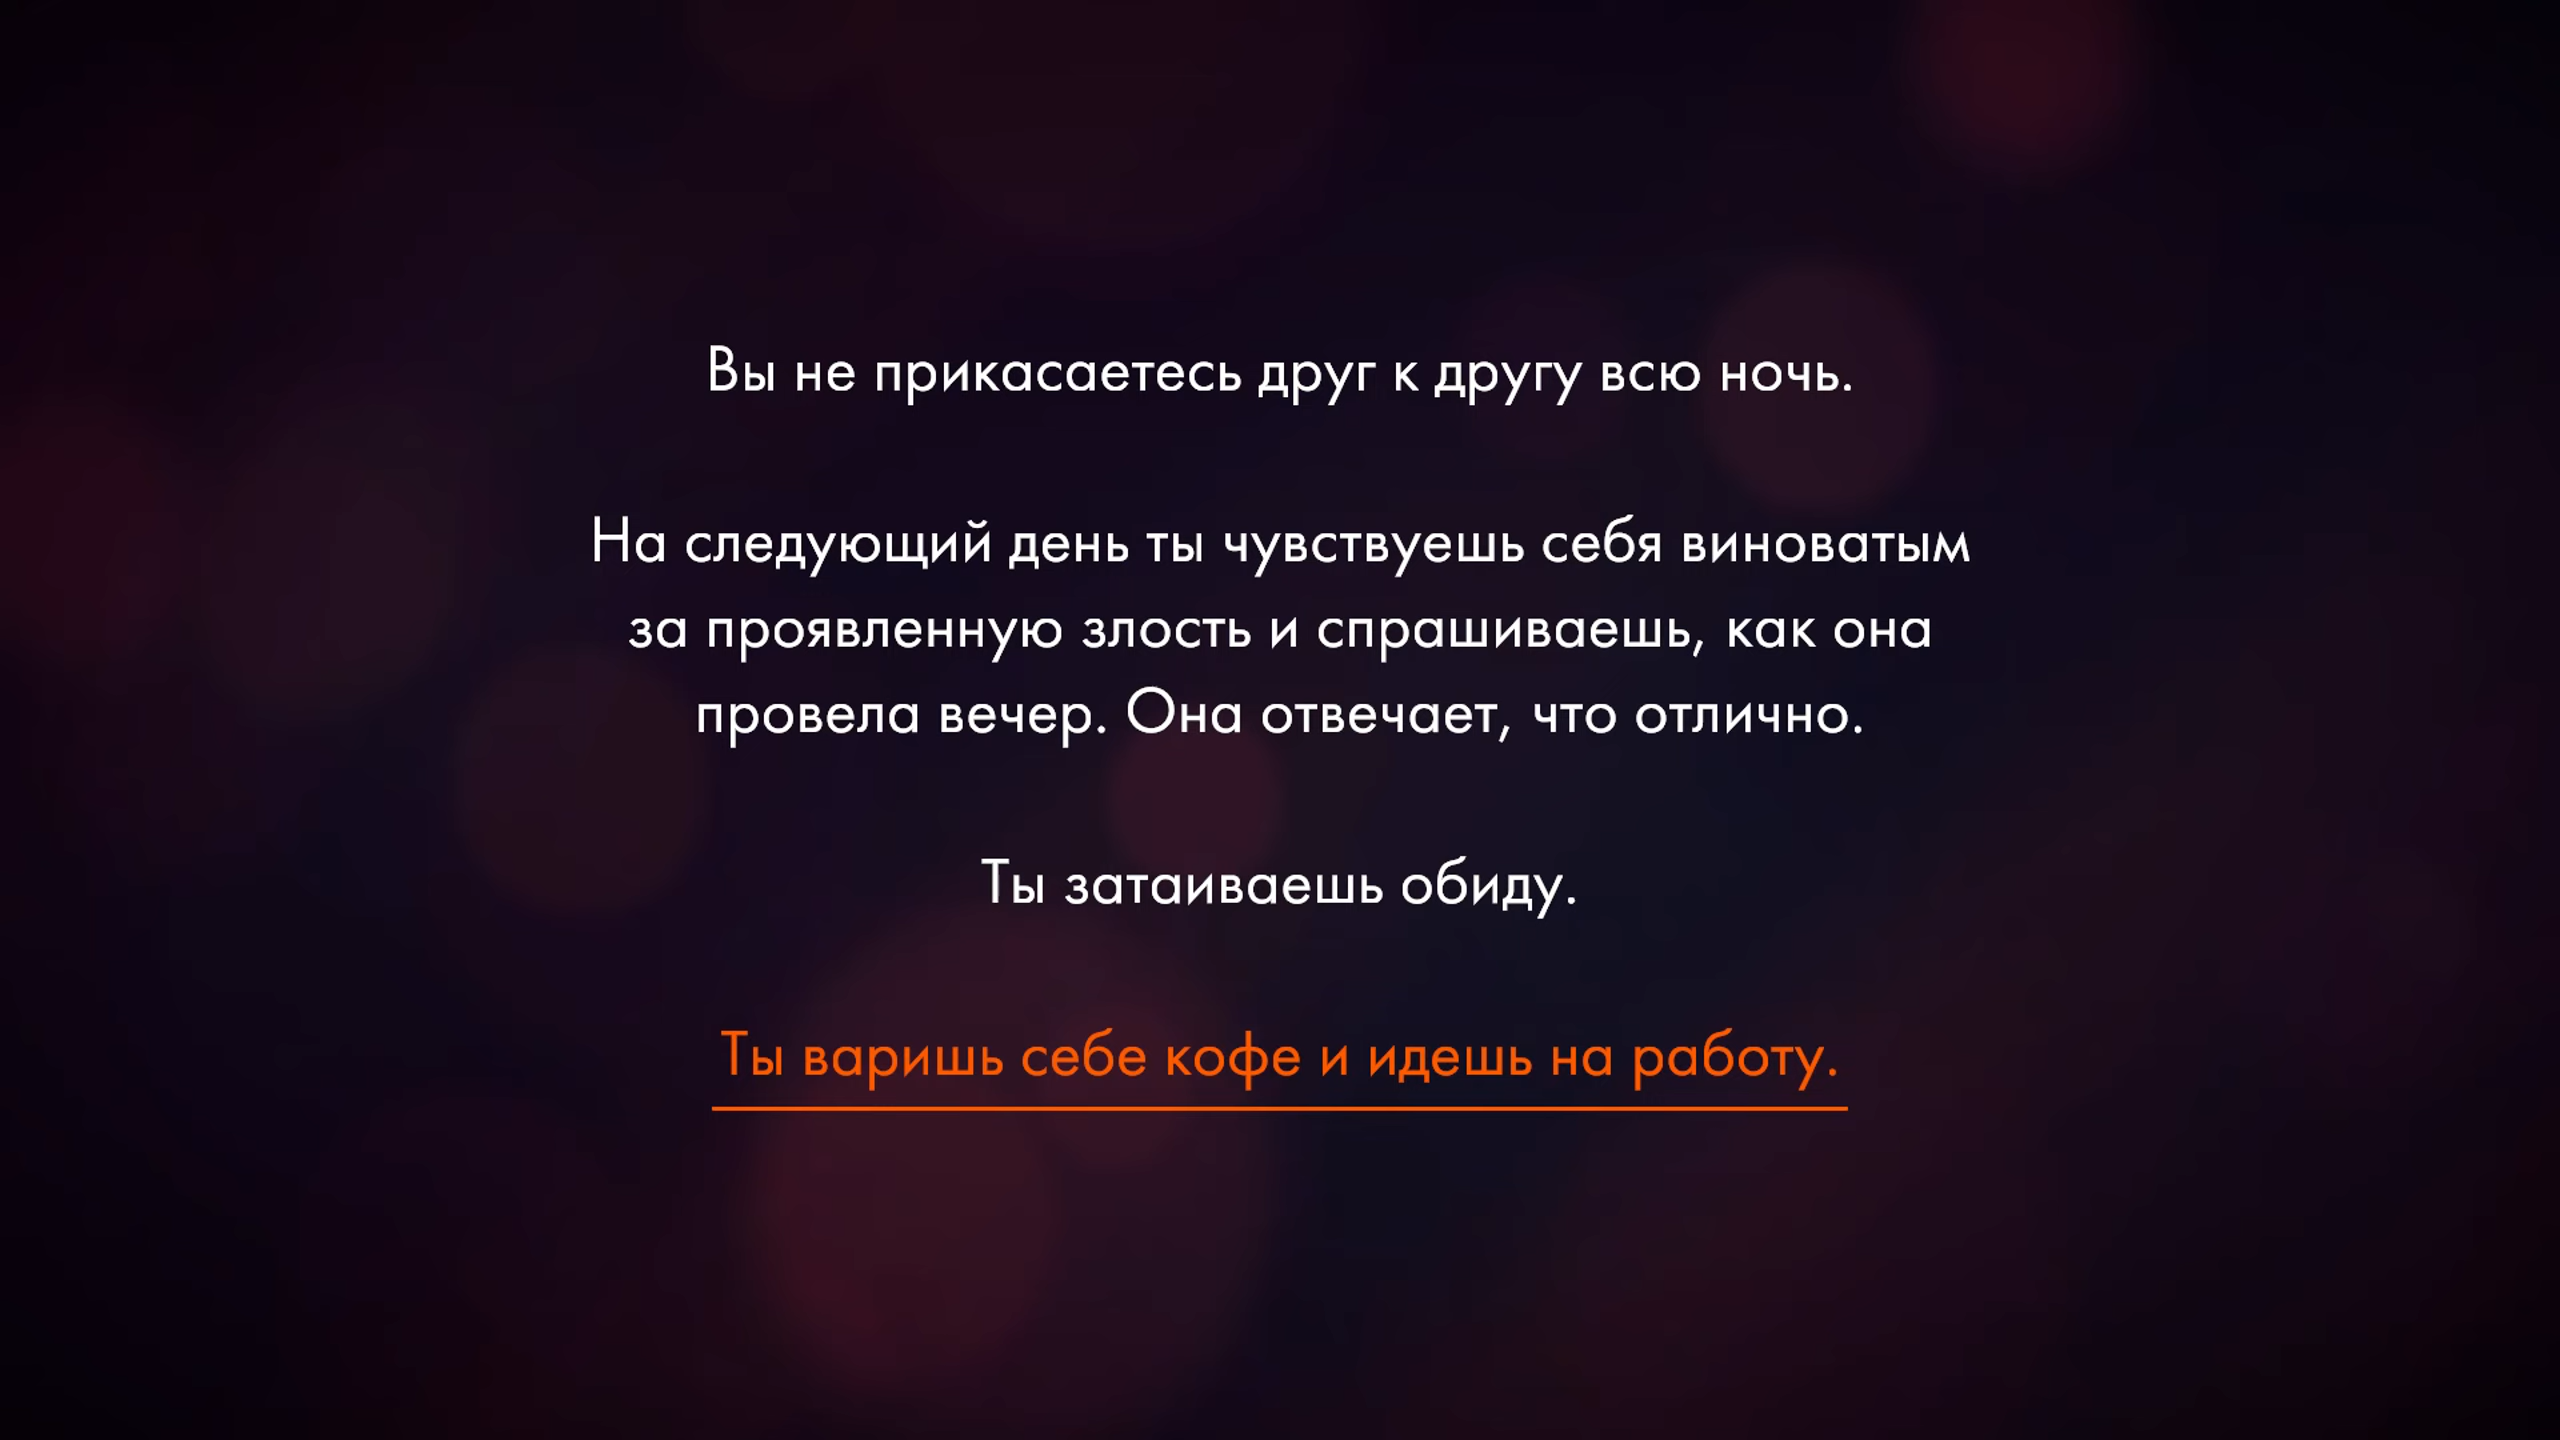 Вы не прикасаетесь друг к другу всю ночь.
На следующий день ты чувствуешь себя виноватым
за проявленную злость и спрашиваешь, как она
провела вечер. Она отвечает, что отлично.
Ты затаиваешь обиду.
Ты варишь себе кофе и идешь на работу.